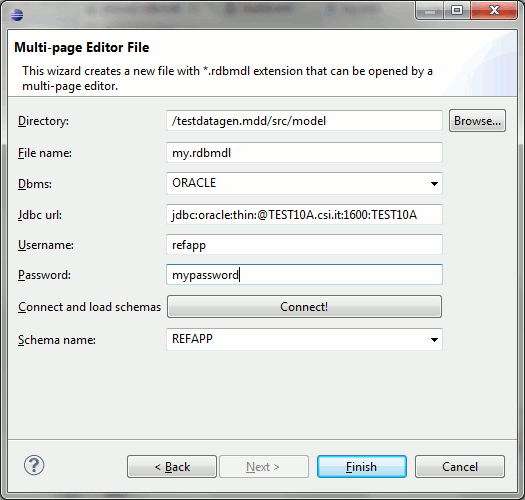 Multi-page Editor File
This wizard creates a new file with *.rdbmdl extension that can be opened by a
multi-page editor.
Directory: /testdatagen.mdd/src/model Browse...
File name: my.rdbmdl
Dbms: ORACLE
Jdbc url: jdbc:oracle:thin:@TEST10A.csi.it:1600:TEST10A
Username: refapp
Password: mypassword
Connect and load schemas Connect!
Schema name: REFAPP
? < Back Next > Finish Cancel